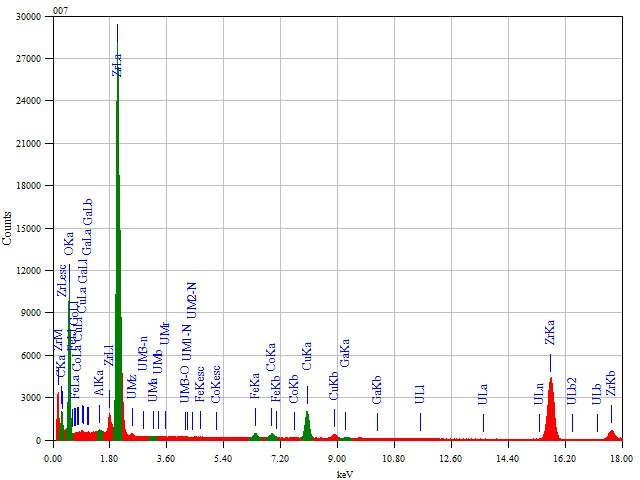 007
30000
27000
24000
21000
18000
15000
12000
9000
6000
3000
0
Counts
CKa
ZrM
ZrLesc
OKa
FeLa
CoLa
CuLa GaLl
GaLa GaLb
AlKa
ZrLl
ZrLa
UMz
UM3-n
UMa
UMb
UMr
UM3-O
UM1-N
UM2-N
FeKesc
CoKesc
FeKa
CoKa
FeKb
CoKb
CuKa
CuKb
GaKa
GaKb
ULl
ULa
ULn
ZrKa
ULb2
ULb
ZrKb
0.00 1.80 3.60 5.40 7.20 9.00 10.80 12.60 14.40 16.20 18.00
keV